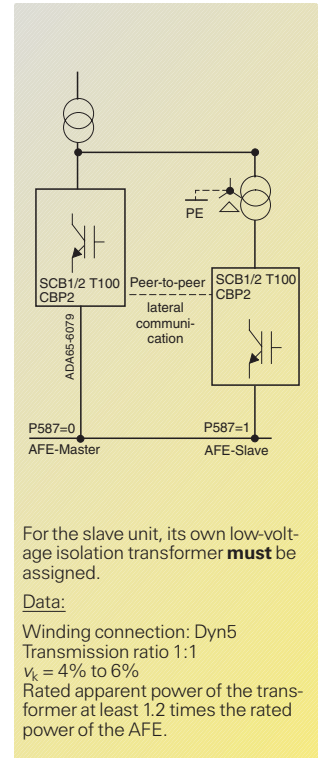 PE
SCB1/2 T100
CBP2
Peer-to-peer
lateral
communi-
cation
SCB1/2 T100
CBP2
ADA65-6079
P587=0
AFE-Master
P587=1
AFE-Slave
For the slave unit, its own low-volt-
age isolation transformer must be
assigned.
Data:
Winding connection: Dyn5
Transmission ratio 1:1
vk = 4% to 6%
Rated apparent power of the trans-
former at least 1.2 times the rated
power of the AFE.